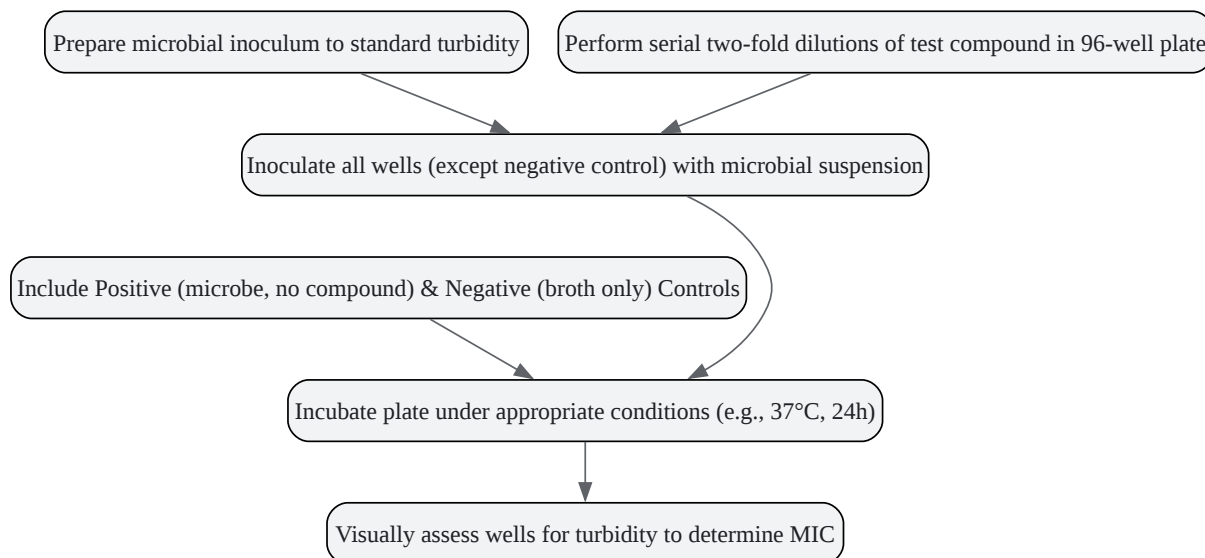 Prepare microbial inoculum to standard turbidity
Perform serial two-fold dilutions of test compound in 96-well plate
Inoculate all wells (except negative control) with microbial suspension
Include Positive (microbe, no compound) & Negative (broth only) Controls
Incubate plate under appropriate conditions (e.g., 37°C, 24h)
Visually assess wells for turbidity to determine MIC